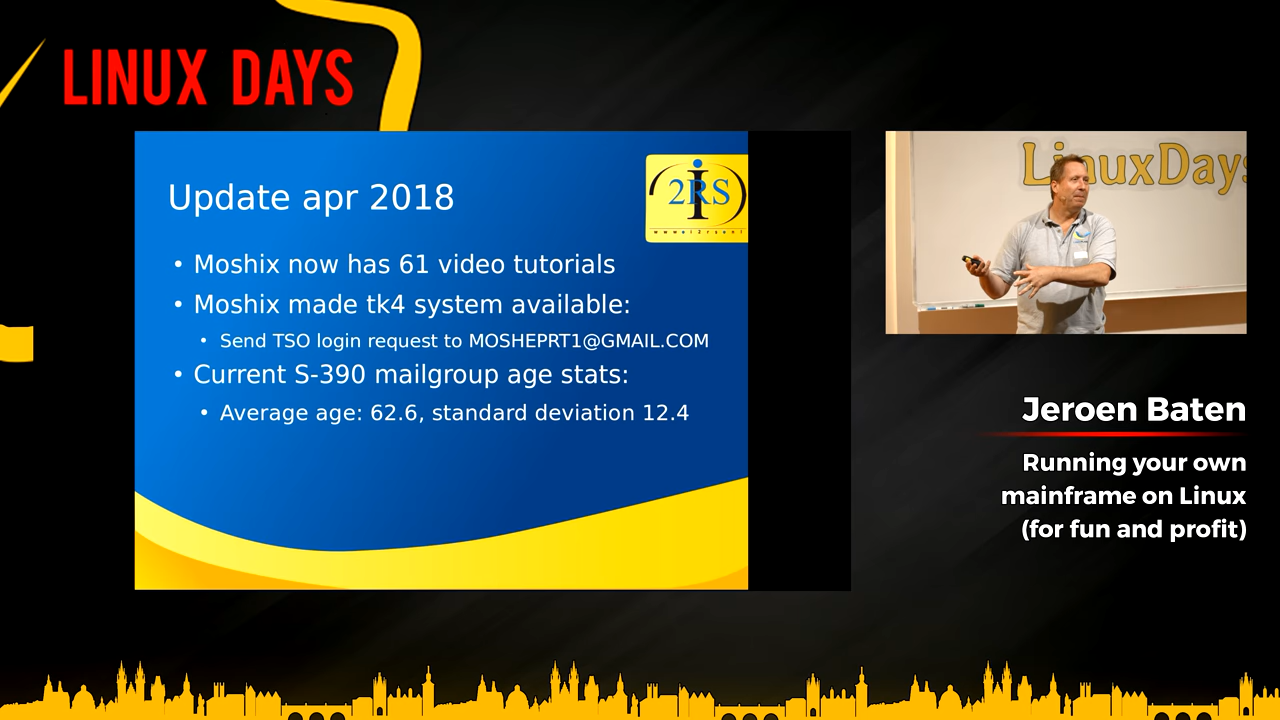 LINUX DAYS
Update apr 2018
2RS
• Moshix now has 61 video tutorials
• Moshix made tk4 system available:
• Send TSO login request to MOSHEPRT1@GMAIL.COM
• Current S-390 mailgroup age stats:
• Average age: 62.6, standard deviation 12.4
LinuxDays
Jeroen Baten
Running your own
mainframe on Linux
(for fun and profit)